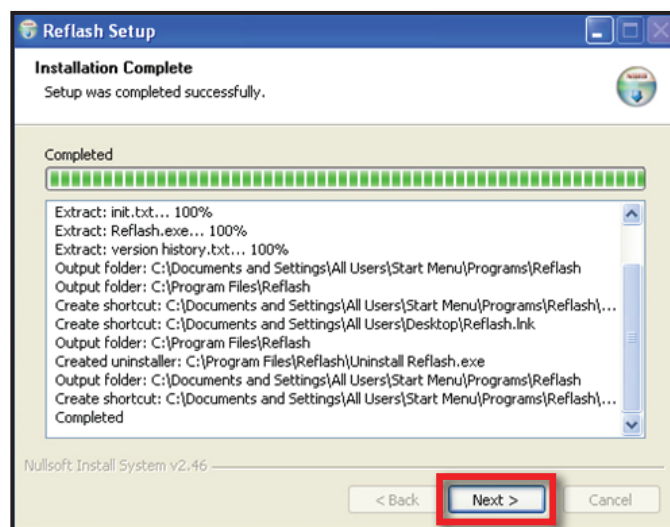 Reflash Setup
Installation Complete
Setup was completed successfully.
Completed
Extract: init.txt... 100%
Extract: Reflash.exe... 100%
Extract: version history.txt... 100%
Output folder: C:\Documents and Settings\All Users\Start Menu\Programs\Reflash
Output folder: C:\Program Files\Reflash
Create shortcut: C:\Documents and Settings\All Users\Start Menu\Programs\Reflash\...
Create shortcut: C:\Documents and Settings\All Users\Desktop\Reflash.lnk
Output folder: C:\Program Files\Reflash
Created uninstaller: C:\Program Files\Reflash\Uninstall Reflash.exe
Output folder: C:\Documents and Settings\All Users\Start Menu\Programs\Reflash
Create shortcut: C:\Documents and Settings\All Users\Start Menu\Programs\Reflash\...
Completed
Nullsoft Install System v2.46
< Back Next > Cancel